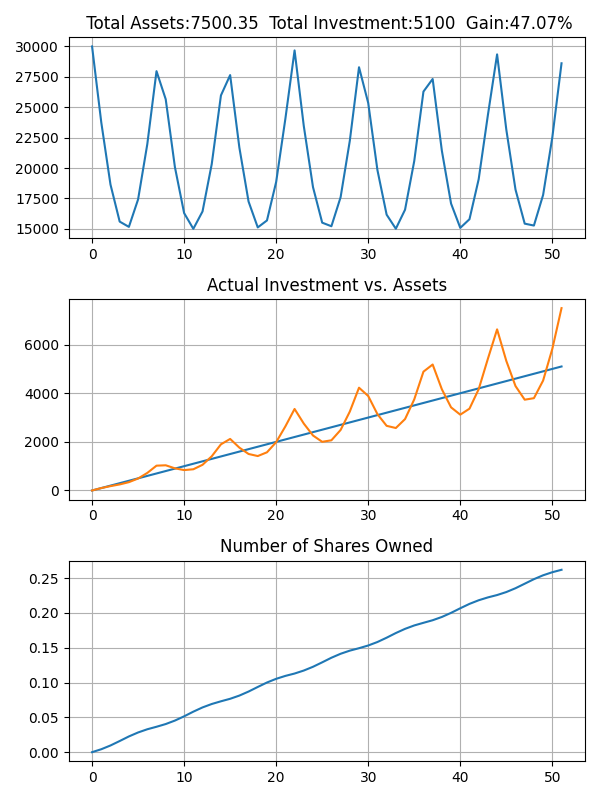 Total Assets:7500.35  Total Investment:5100  Gain:47.07%
30000
27500
25000
22500
20000
17500
15000
0 10 20 30 40 50
Actual Investment vs. Assets
6000
4000
2000
0
0 10 20 30 40 50
Number of Shares Owned
0.25
0.20
0.15
0.10
0.05
0.00
0 10 20 30 40 50